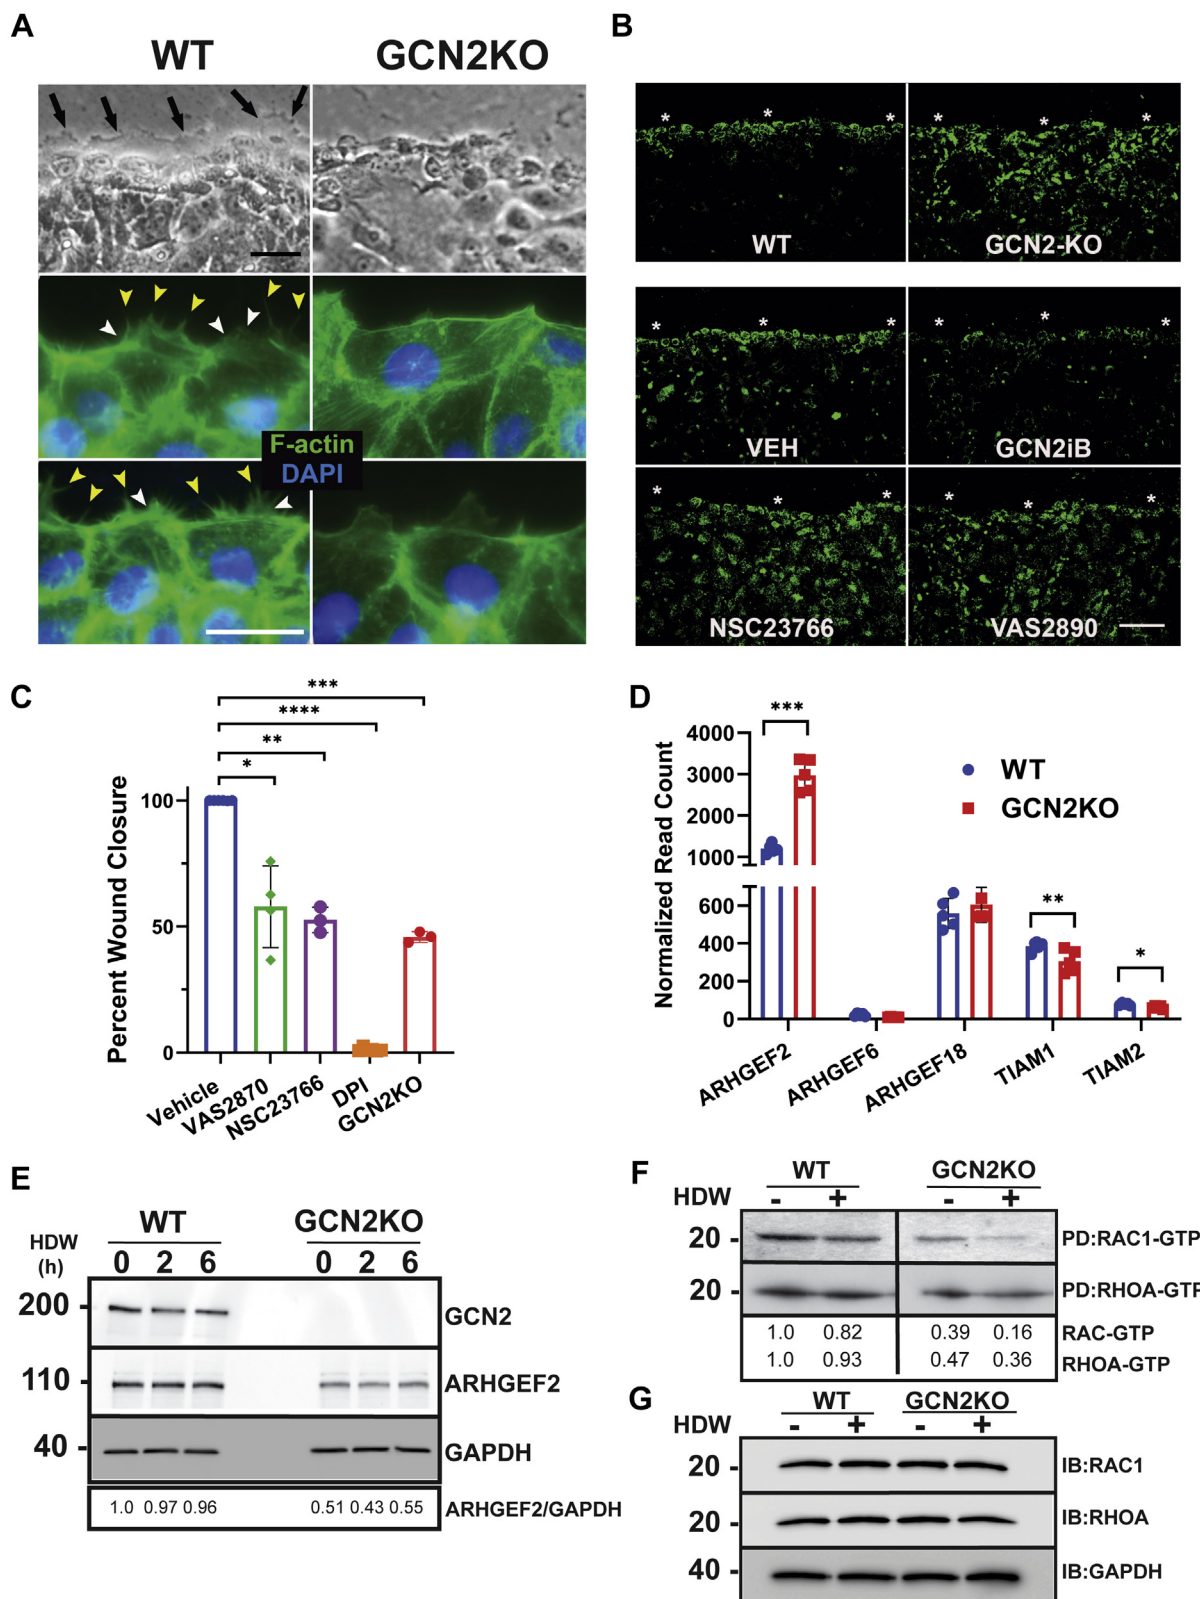 A
WT GCN2KO
F-actin
DAPI
B
WT GCN2-KO
VEH GCN2iB
NSC23766 VAS2890
C
***
****
**
*
Percent Wound Closure
100
50
0
Vehicle
VAS2870
NSC23766
DPI
GCN2KO
D
***
**
*
Normalized Read Count
4000
3000
2000
1000
600
400
200
0
WT
GCN2KO
ARHGEF2
ARHGEF6
ARHGEF18
TIAM1
TIAM2
E
WT GCN2KO
HDW
(h)
0 2 6 0 2 6
200 - GCN2
110 - ARHGEF2
40 - GAPDH
1.0 0.97 0.96 0.51 0.43 0.55 ARHGEF2/GAPDH
F
WT GCN2KO
HDW - + - +
20 - PD:RAC1-GTP
20 - PD:RHOA-GTP
1.0 0.82 0.39 0.16 RAC-GTP
1.0 0.93 0.47 0.36 RHOA-GTP
G
WT GCN2KO
HDW - + - +
20 - IB:RAC1
20 - IB:RHOA
40 - IB:GAPDH